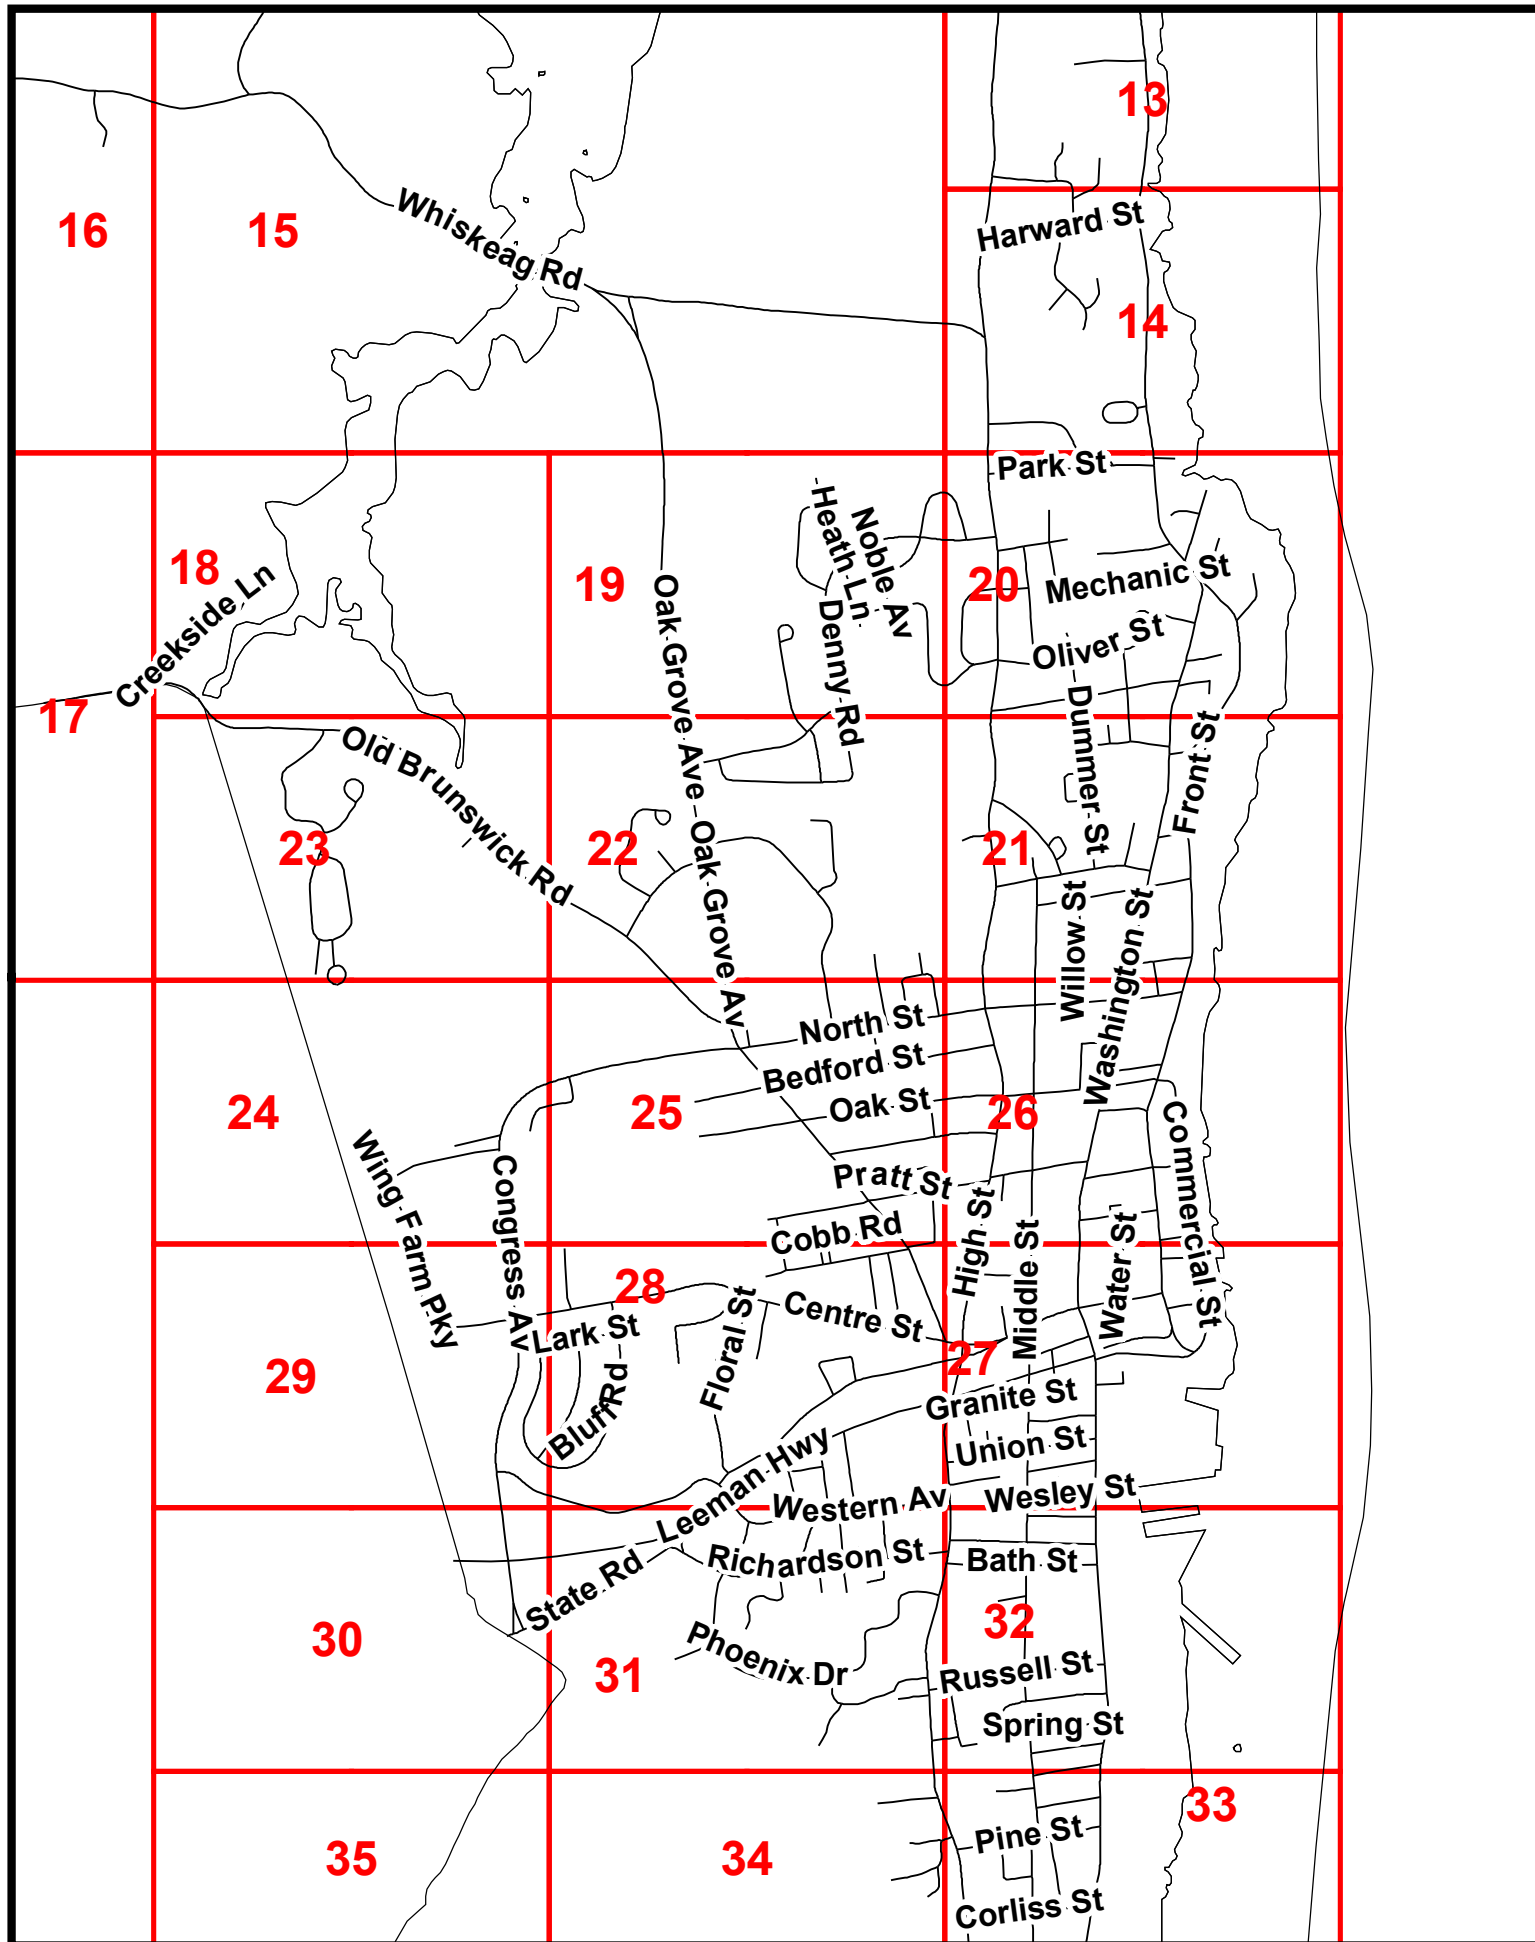 13
16
15
Whiskeag Rd
Harward St
14
Park St
18
Creekside Ln
17
19
Heath Ln
Noble Av
Denny Rd
20
Mechanic St
Oliver St
Oak Grove Ave
Dummer St
Front St
Old Brunswick Rd
23
22
Oak Grove Av
21
Willow St
Washington St
North St
Bedford St
Oak St
24
25
26
Wing Farm Pky
Congress Av
Pratt St
Cobb Rd
High St
Middle St
Water St
Commercial St
28
Lark St
Floral St
Centre St
27
29
Bluff Rd
Granite St
Union St
Leeman Hwy
Western Av
Wesley St
State Rd
Richardson St
Bath St
30
31
Phoenix Dr
32
Russell St
Spring St
33
35
34
Pine St
Corliss St